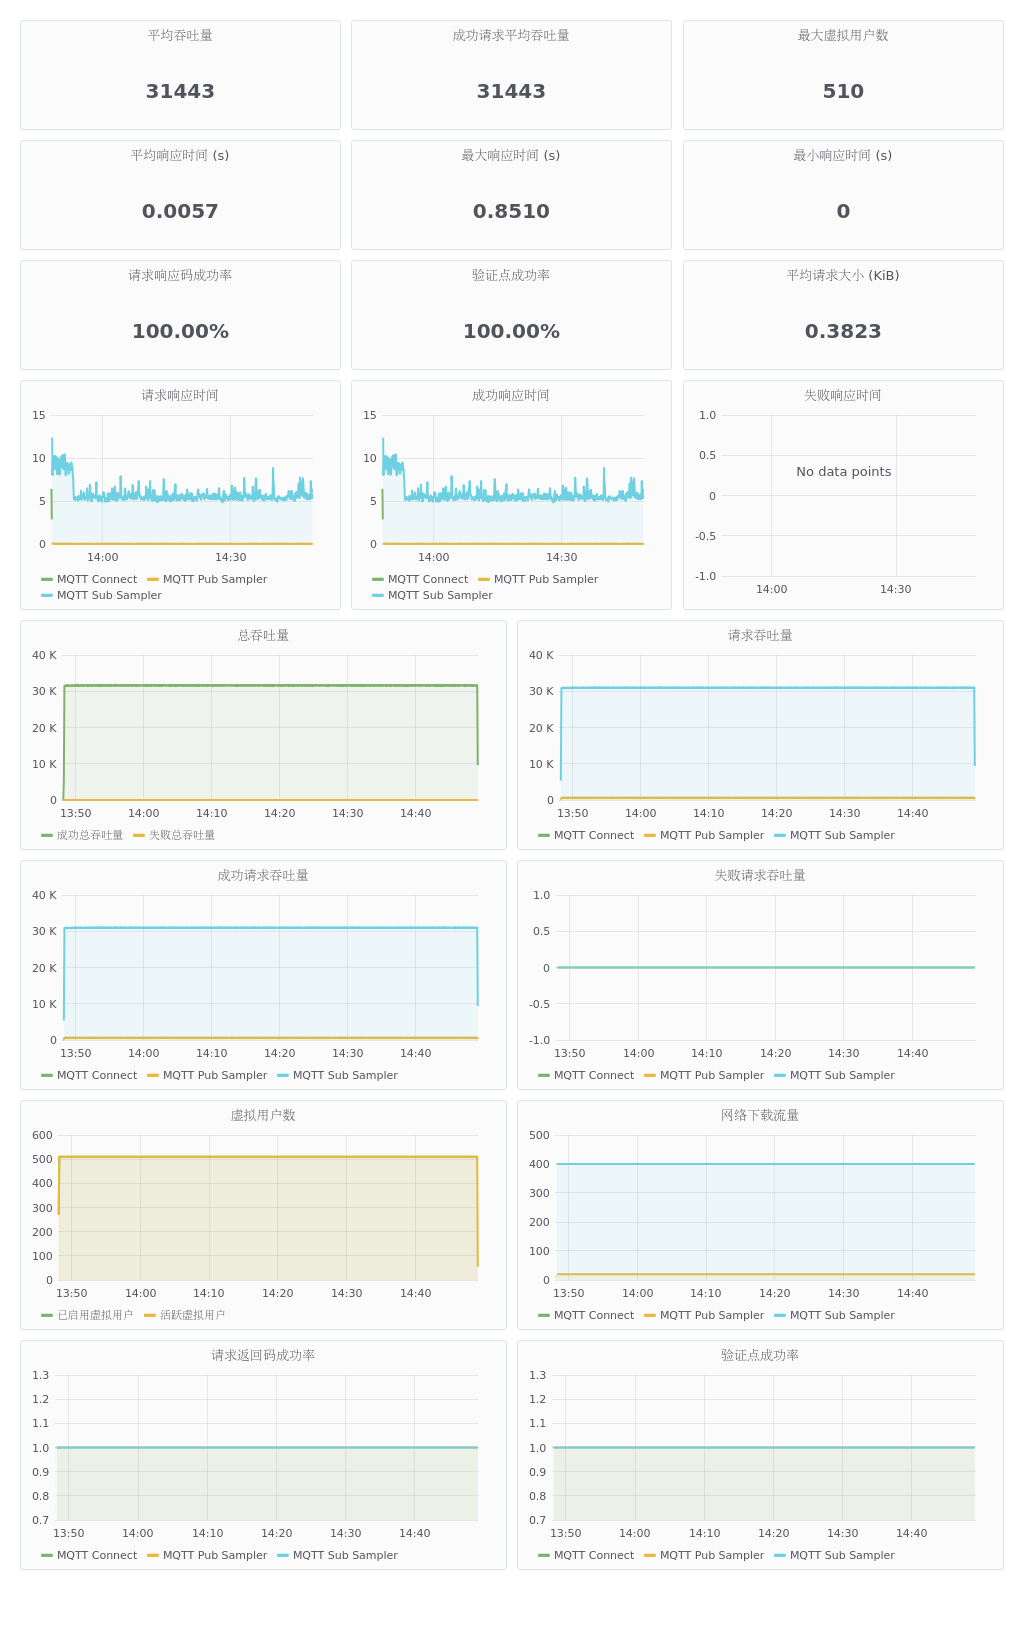 平均吞吐量
31443
成功请求平均吞吐量
31443
最大虚拟用户数
510
平均响应时间 (s)
0.0057
最大响应时间 (s)
0.8510
最小响应时间 (s)
0
请求响应码成功率
100.00%
验证点成功率
100.00%
平均请求大小 (KiB)
0.3823
请求响应时间
15
10
5
0
14:00 14:30
MQTT Connect MQTT Pub Sampler
MQTT Sub Sampler
成功响应时间
15
10
5
0
14:00 14:30
MQTT Connect MQTT Pub Sampler
MQTT Sub Sampler
失败响应时间
1.0
0.5
No data points
0
-0.5
-1.0
14:00 14:30
总吞吐量
40 K
30 K
20 K
10 K
0
13:50 14:00 14:10 14:20 14:30 14:40
成功总吞吐量 失败总吞吐量
请求吞吐量
40 K
30 K
20 K
10 K
0
13:50 14:00 14:10 14:20 14:30 14:40
MQTT Connect MQTT Pub Sampler MQTT Sub Sampler
成功请求吞吐量
40 K
30 K
20 K
10 K
0
13:50 14:00 14:10 14:20 14:30 14:40
MQTT Connect MQTT Pub Sampler MQTT Sub Sampler
失败请求吞吐量
1.0
0.5
0
-0.5
-1.0
13:50 14:00 14:10 14:20 14:30 14:40
MQTT Connect MQTT Pub Sampler MQTT Sub Sampler
虚拟用户数
600
500
400
300
200
100
0
13:50 14:00 14:10 14:20 14:30 14:40
已启用虚拟用户 活跃虚拟用户
网络下载流量
500
400
300
200
100
0
13:50 14:00 14:10 14:20 14:30 14:40
MQTT Connect MQTT Pub Sampler MQTT Sub Sampler
请求返回码成功率
1.3
1.2
1.1
1.0
0.9
0.8
0.7
13:50 14:00 14:10 14:20 14:30 14:40
MQTT Connect MQTT Pub Sampler MQTT Sub Sampler
验证点成功率
1.3
1.2
1.1
1.0
0.9
0.8
0.7
13:50 14:00 14:10 14:20 14:30 14:40
MQTT Connect MQTT Pub Sampler MQTT Sub Sampler